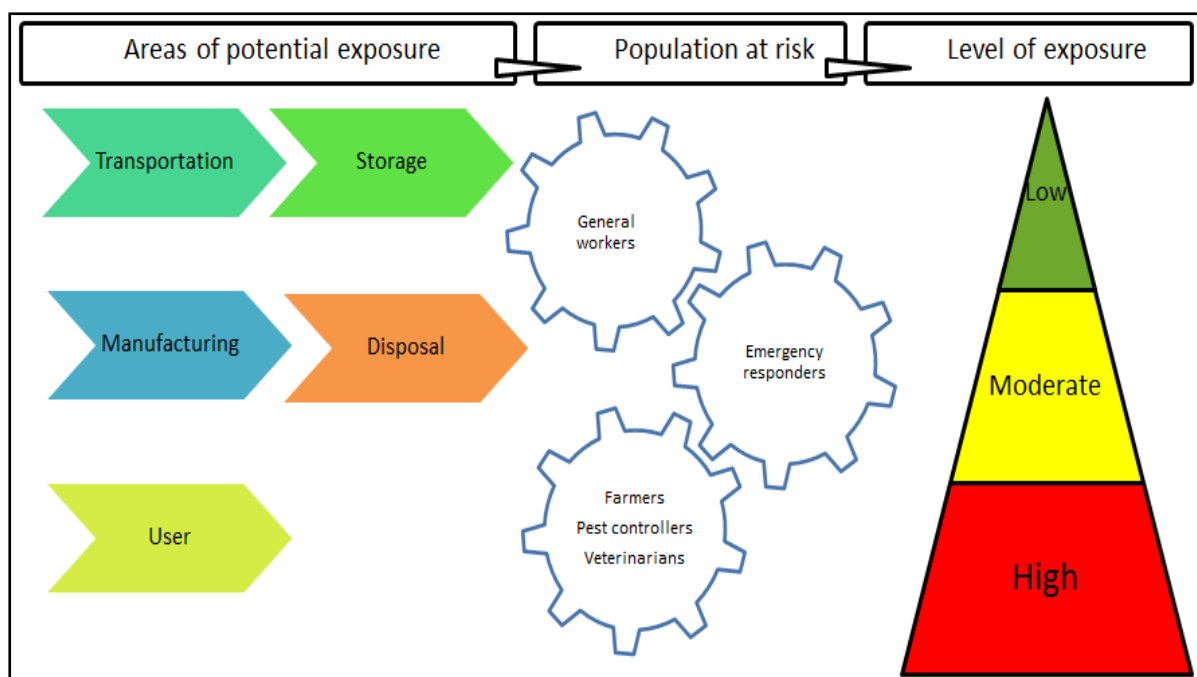 Areas of potential exposure
Population at risk
Level of exposure
Transportation
Storage
General
workers
Low
Manufacturing
Disposal
Emergency
responders
Moderate
User
Farmers
Pest controllers
Veterinarians
High